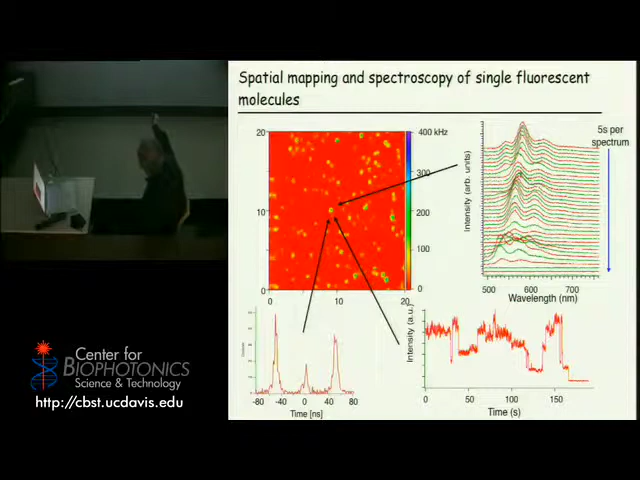 Spatial mapping and spectroscopy of single fluorescent
molecules
20
10
0
0
10
20
400 kHz
300
200
100
0
Intensity (arb. units)
500
600
700
Wavelength (nm)
5s per
spectrum
-80
-40
0
40
80
Time [ns]
Intensity (a.u.)
0
50
100
150
Time (s)
Center for
BIOPHOTONICS
Science & Technology
http://cbst.ucdavis.edu